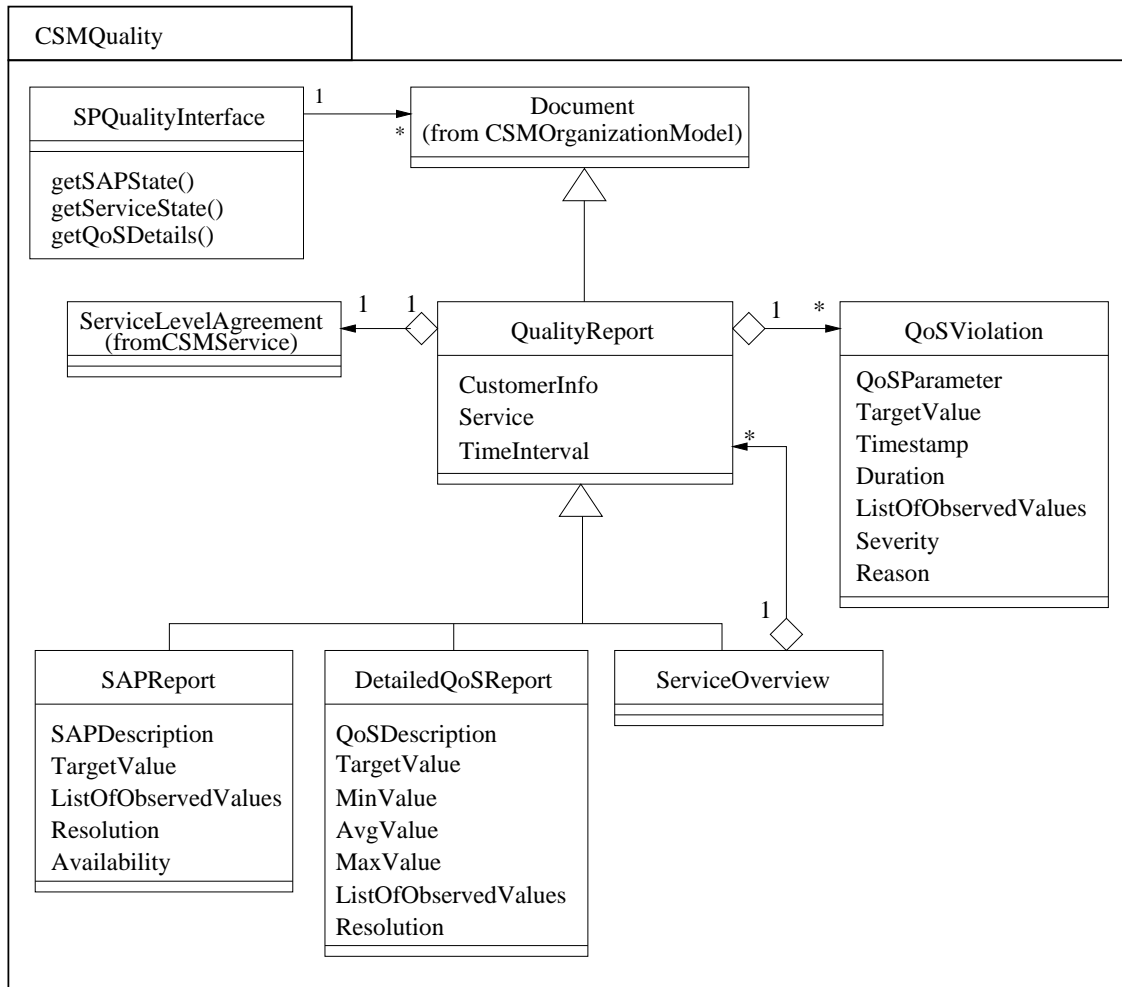 CSMQuality
SPQualityInterface
getSAPState()
getServiceState()
getQoSDetails()
1
*
Document
(from CSMOrganizationModel)
ServiceLevelAgreement
(fromCSMService)
1
1
QualityReport
CustomerInfo
Service
TimeInterval
1
*
QoSViolation
QoSParameter
TargetValue
Timestamp
Duration
ListOfObservedValues
Severity
Reason
*
1
SAPReport
SAPDescription
TargetValue
ListOfObservedValues
Resolution
Availability
DetailedQoSReport
QoSDescription
TargetValue
MinValue
AvgValue
MaxValue
ListOfObservedValues
Resolution
ServiceOverview